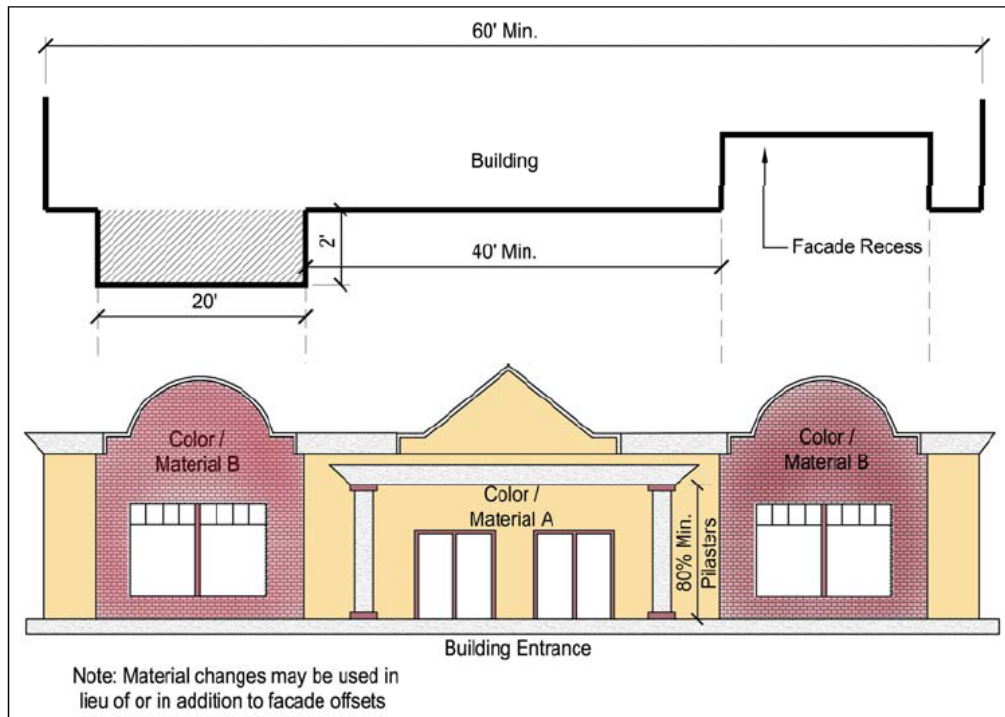 60' Min.
Building
2'
Facade Recess
40' Min.
20'
Color /
Material B
Color /
Material B
Color /
Material A
80% Min.
Pilasters
Building Entrance
Note: Material changes may be used in
lieu of or in addition to facade offsets